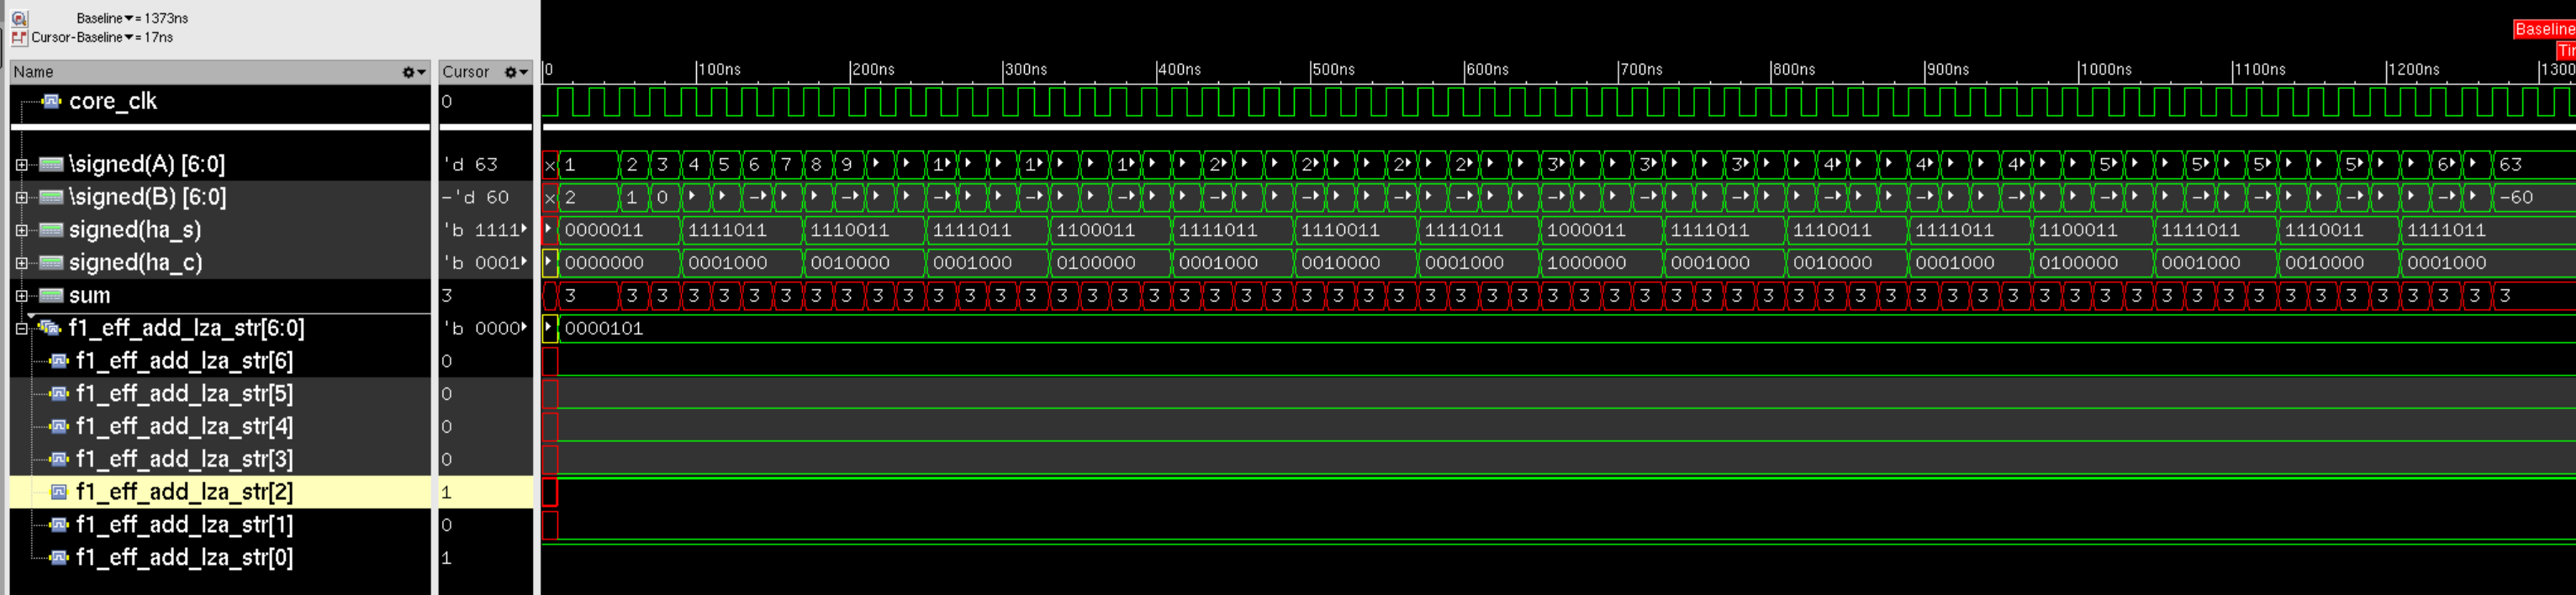 Baseline▾= 1373ns
Cursor-Baseline▾= 17ns
Baseline
Name Cursor 0 100ns 200ns 300ns 400ns 500ns 600ns 700ns 800ns 900ns 1000ns 1100ns 1200ns 1300
core_clk 0
\signed(A) [6:0] 'd 63 x 1 2 3 4 5 6 7 8 9 1 1 1 2 2 2 2 3 3 3 4 4 4 5 5 5 5 6 63
\signed(B) [6:0] -'d 60 x 2 1 0 - - - - - - - - - - - - - - - - - - - - -60
signed(ha_s) 'b 1111 0000011 1111011 1110011 1111011 1100011 1111011 1110011 1111011 1000011 1111011 1110011 1111011 1100011 1111011 1110011 1111011
signed(ha_c) 'b 0001 0000000 0001000 0010000 0001000 0100000 0001000 0010000 0001000 1000000 0001000 0010000 0001000 0100000 0001000 0010000 0001000
sum 3 3 3 3 3 3 3 3 3 3 3 3 3 3 3 3 3 3 3 3 3 3 3 3 3 3 3 3 3 3 3 3 3 3 3 3 3 3 3 3 3 3 3 3 3 3 3 3 3 3 3 3 3 3 3 3 3 3 3 3 3 3 3 3 3
f1_eff_add_lza_str[6:0] 'b 0000 0000101
f1_eff_add_lza_str[6] 0
f1_eff_add_lza_str[5] 0
f1_eff_add_lza_str[4] 0
f1_eff_add_lza_str[3] 0
f1_eff_add_lza_str[2] 1
f1_eff_add_lza_str[1] 0
f1_eff_add_lza_str[0] 1